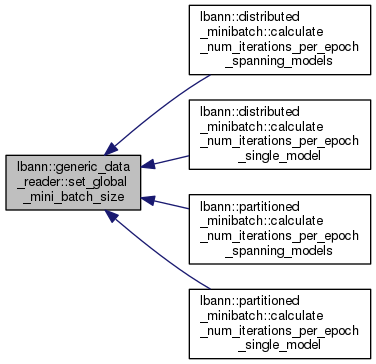 lbann::generic_data
_reader::set_global
_mini_batch_size
lbann::distributed
_minibatch::calculate
_num_iterations_per_epoch
_spanning_models
lbann::distributed
_minibatch::calculate
_num_iterations_per_epoch
_single_model
lbann::partitioned
_minibatch::calculate
_num_iterations_per_epoch
_spanning_models
lbann::partitioned
_minibatch::calculate
_num_iterations_per_epoch
_single_model